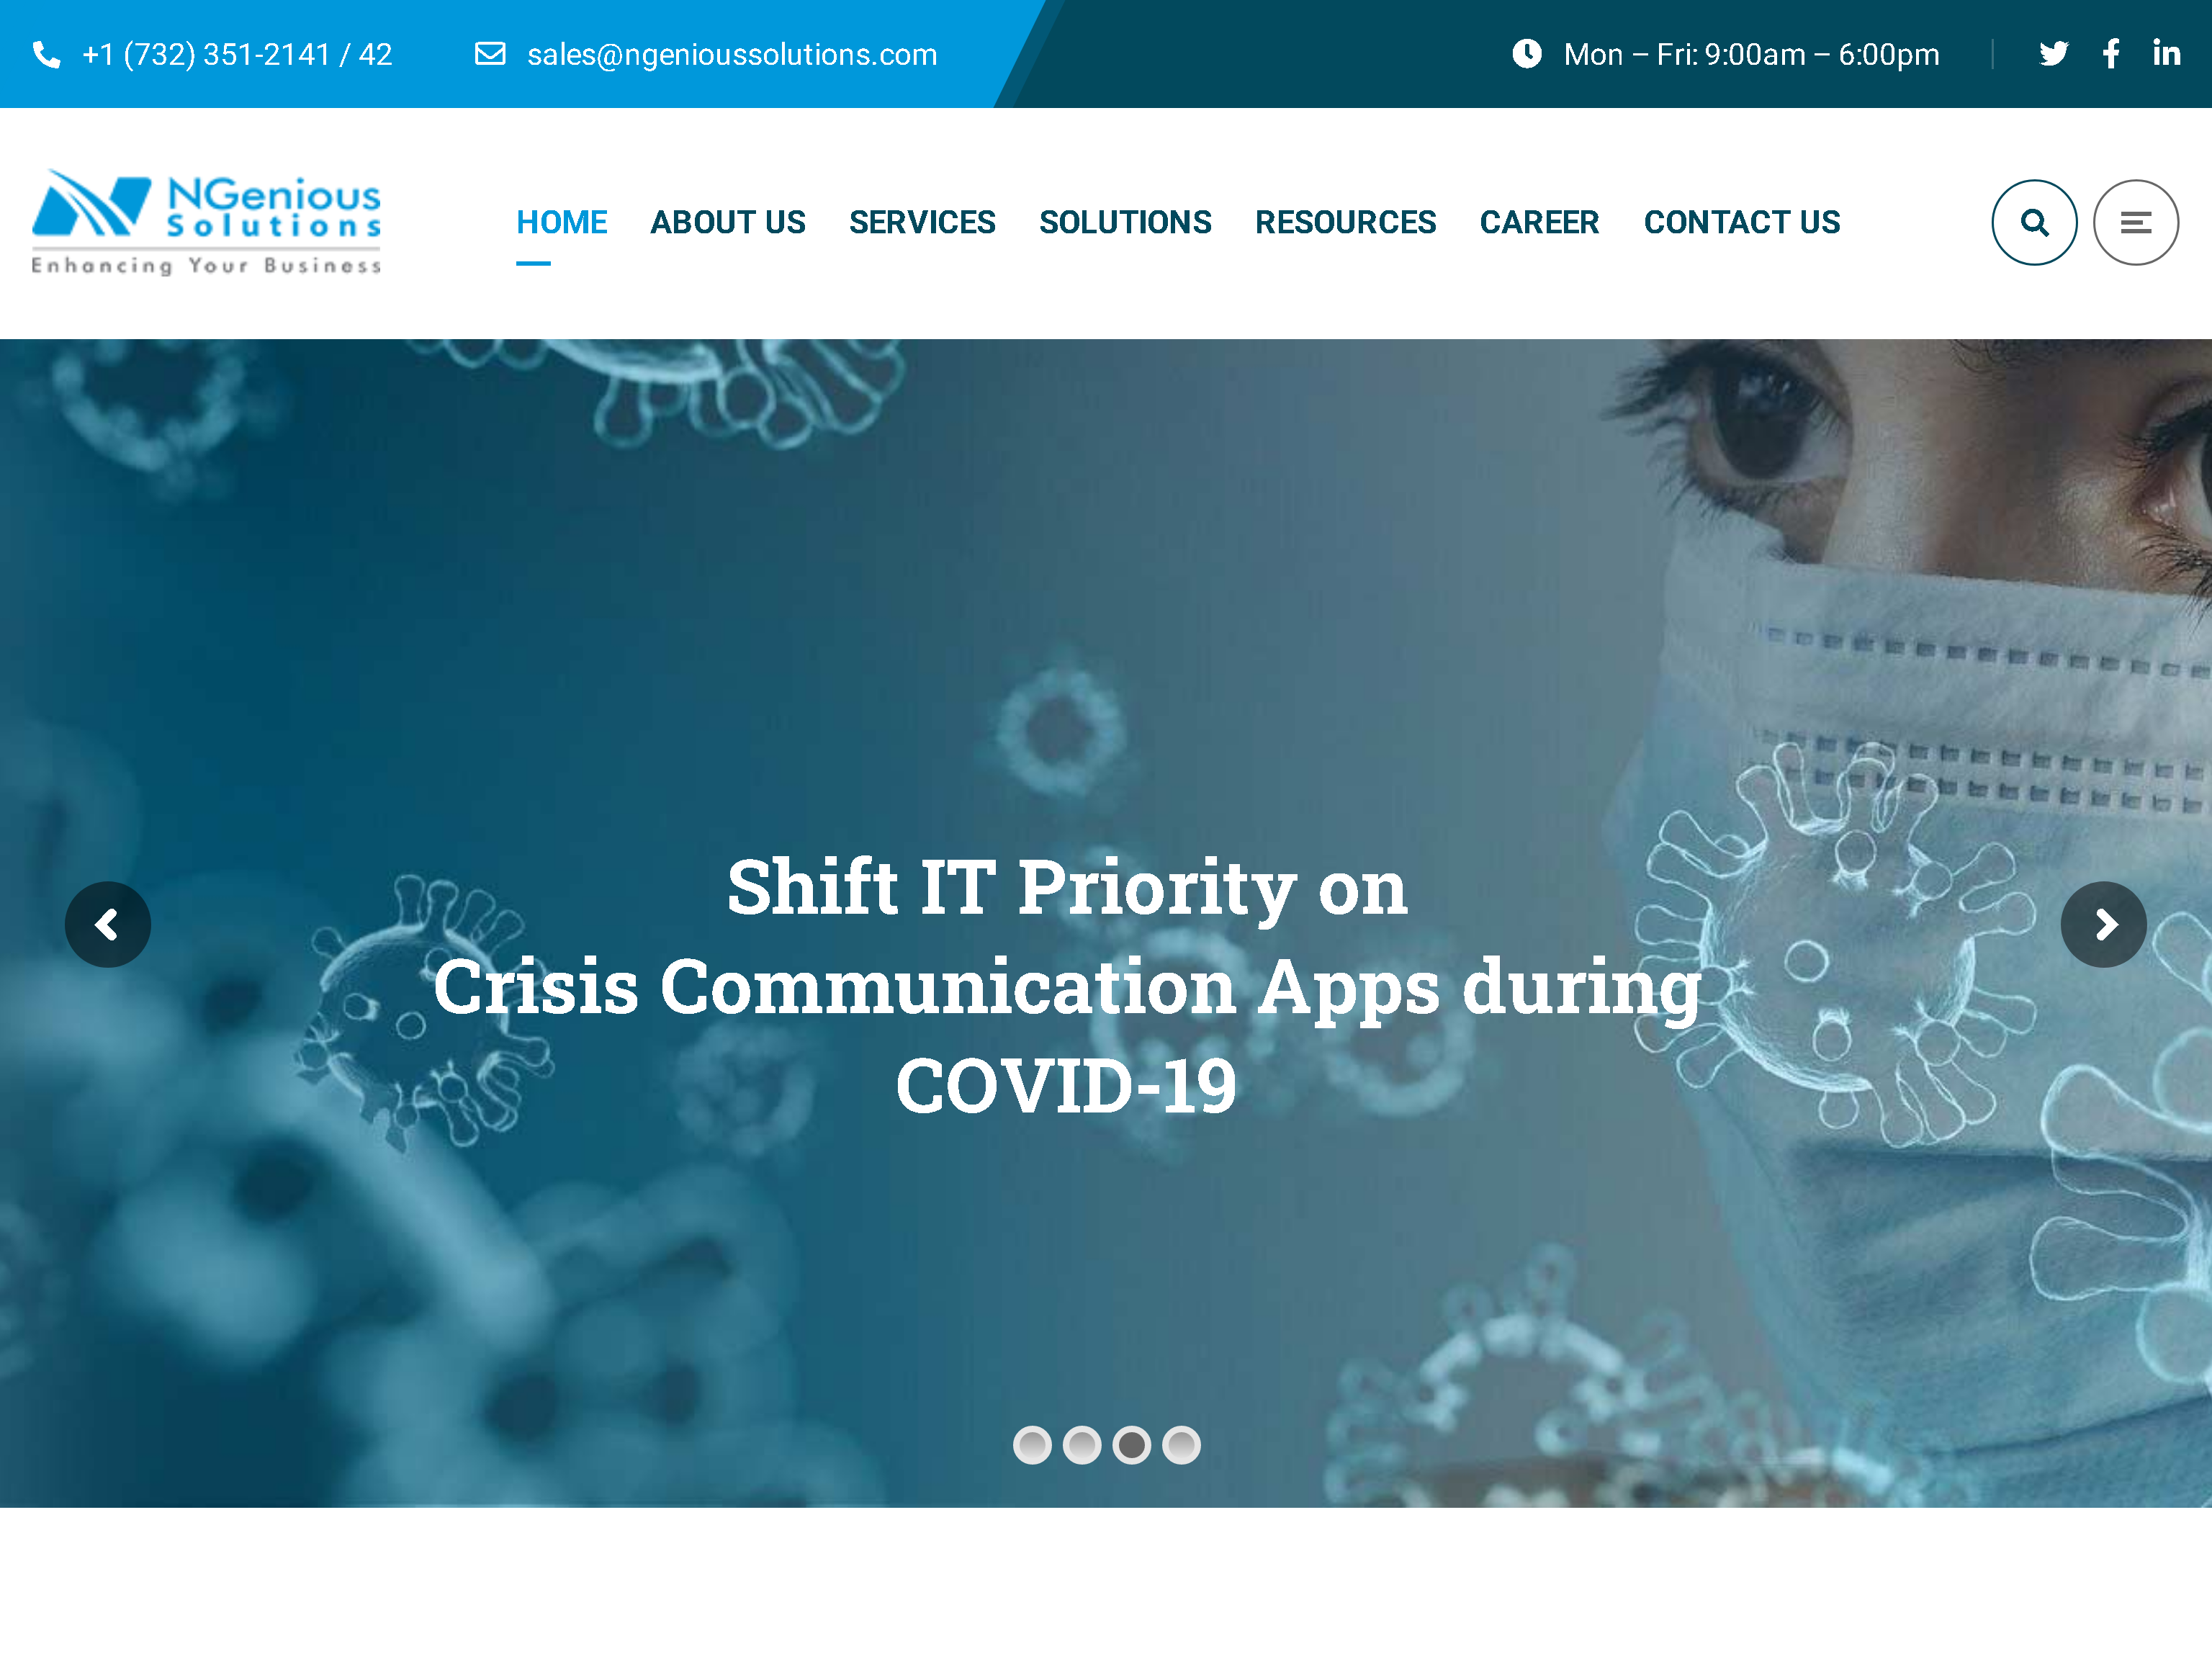 +1 (732) 351-2141 / 42
sales@ngenioussolutions.com
Mon – Fri: 9:00am – 6:00pm
NGenious
Solutions
Enhancing Your Business
HOME
ABOUT US
SERVICES
SOLUTIONS
RESOURCES
CAREER
CONTACT US
Shift IT Priority on
Crisis Communication Apps during
COVID-19